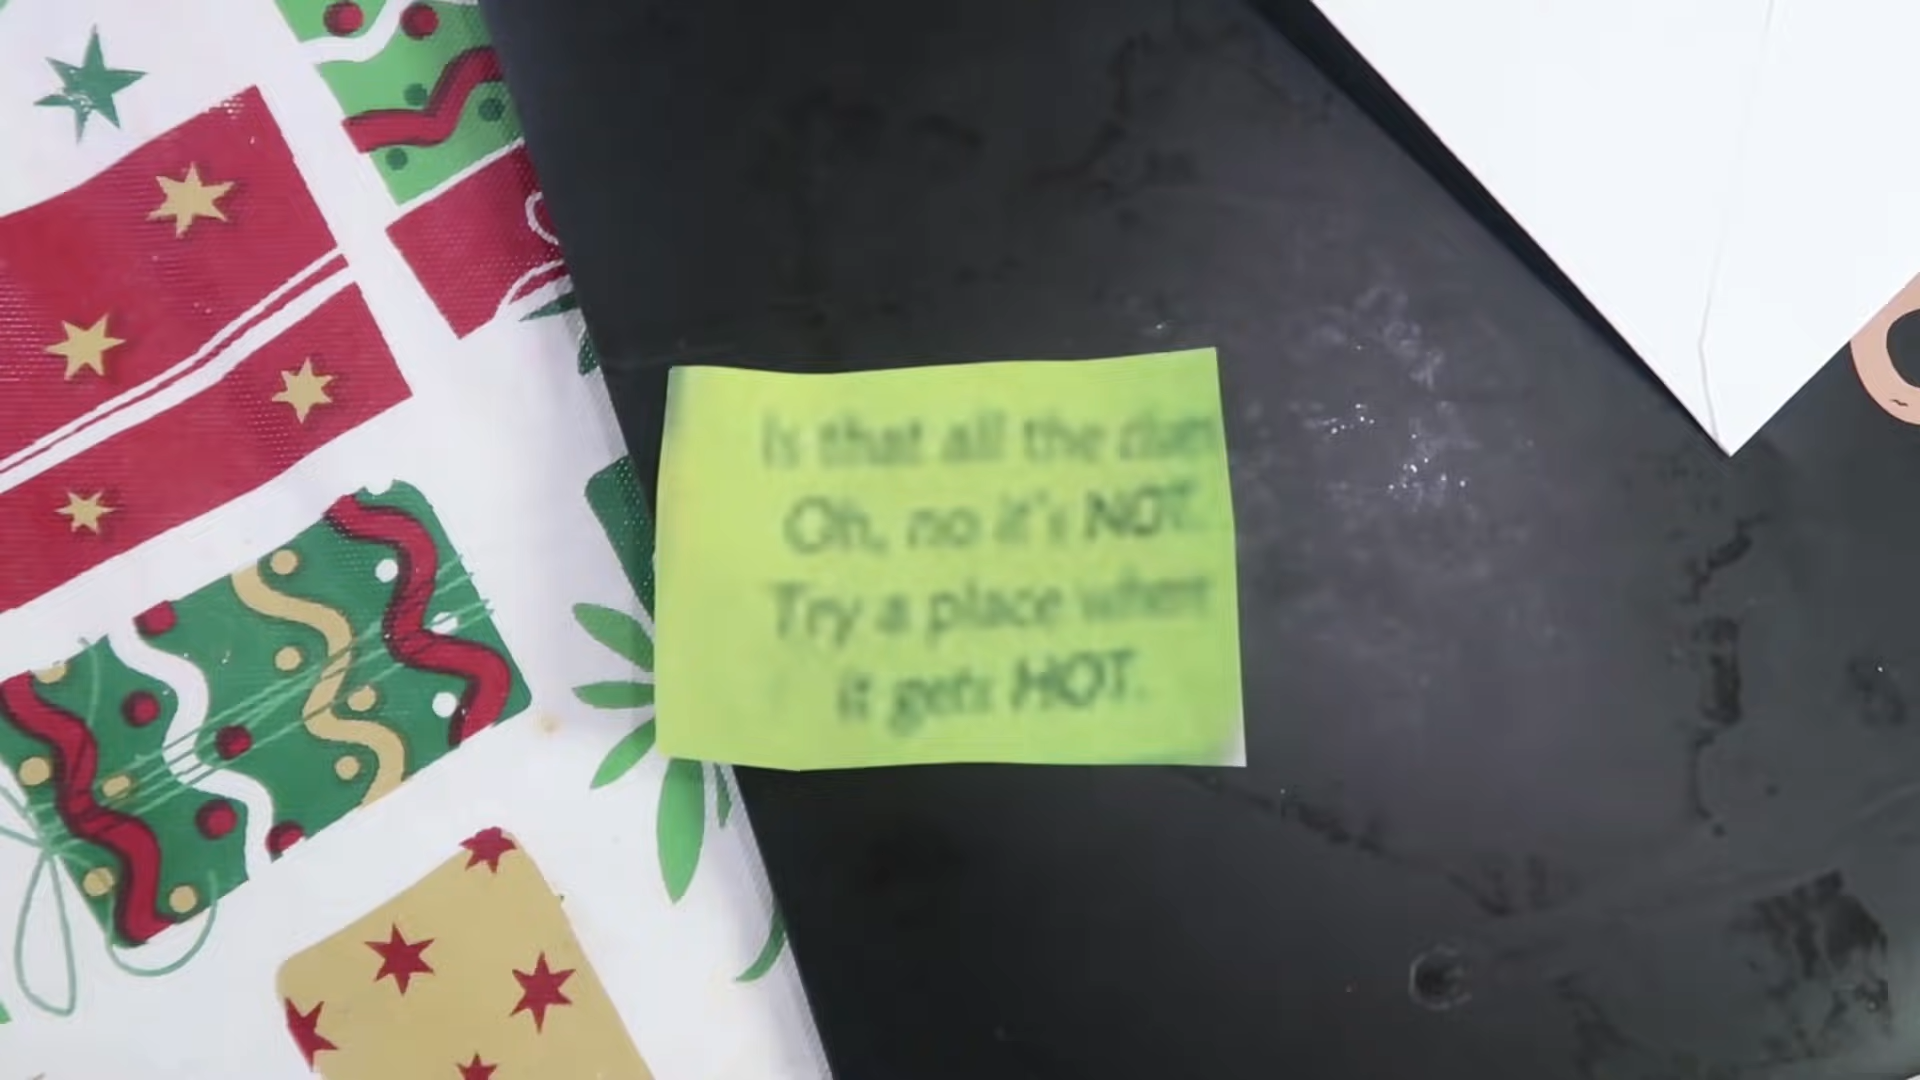 Is that all the
Oh, no it's NOT.
Try a place where
it gets HOT.